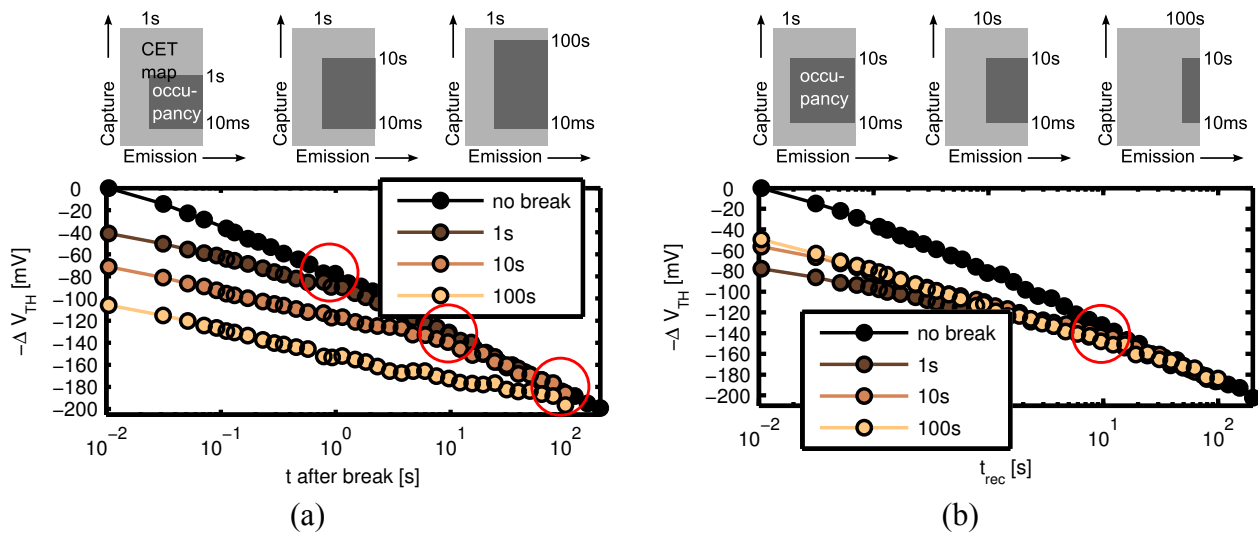 1s
CET
map
1s
occu-
pancy
10ms
Capture
Emission
10s
10ms
Capture
Emission
100s
10ms
Capture
Emission
0
−20
−40
−60
−80
−100
−120
−140
−160
−180
−200
−Δ V_TH [mV]
10^−2
10^−1
10^0
10^1
10^2
t after break [s]
no break
1s
10s
100s
(a)
1s
10s
occu-
pancy
10ms
Capture
Emission
10s
10s
10ms
Capture
Emission
100s
10s
10ms
Capture
Emission
0
−20
−40
−60
−80
−100
−120
−140
−160
−180
−200
−Δ V_TH [mV]
10^−2
10^1
10^2
t_rec [s]
no break
1s
10s
100s
(b)